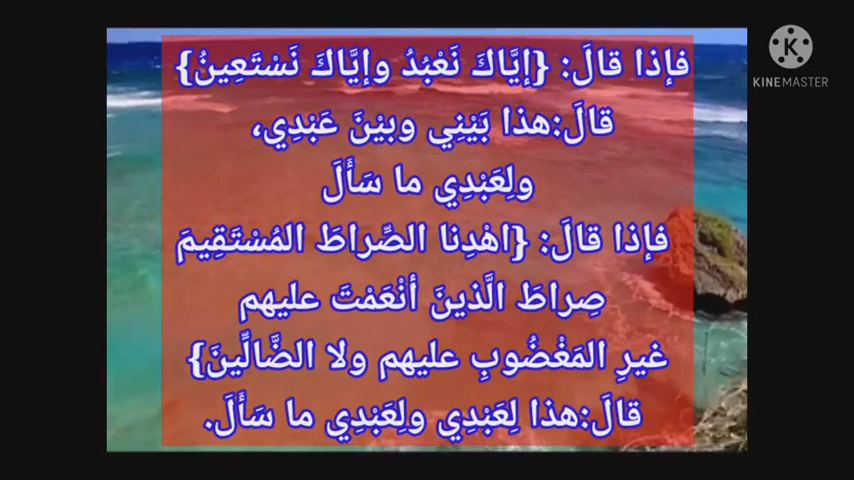 فإذا قالَ: {إيَّاكَ نَعْبُدُ وإيَّاكَ نَسْتَعِينُ}
قالَ:هذا بَيْنِي وبيْنَ عَبْدِي،
ولِعَبْدِي ما سَأَلَ
فإذا قالَ: {اهْدِنا الصِّراطَ المُسْتَقِيمَ
صِراطَ الَّذينَ أنْعَمْتَ عليهم
غيرِ المَغْضُوبِ عليهم ولا الضَّالِّينَ}
قالَ:هذا لِعَبْدِي ولِعَبْدِي ما سَأَلَ.
K
KINEMASTER